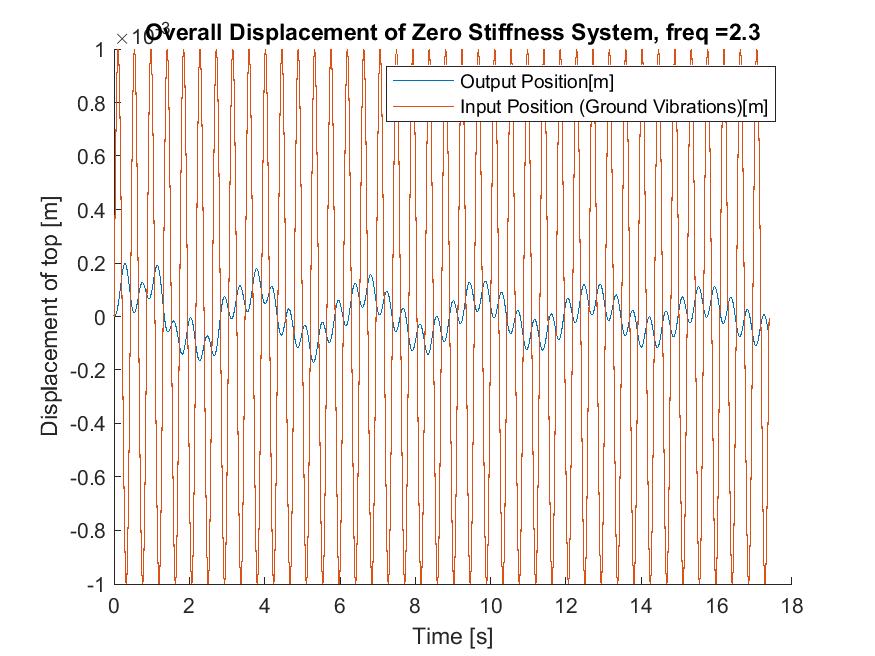 ×10⁻³
Overall Displacement of Zero Stiffness System, freq =2.3
Output Position[m]
Input Position (Ground Vibrations)[m]
1
0.8
0.6
0.4
0.2
0
-0.2
-0.4
-0.6
-0.8
-1
Displacement of top [m]
0 2 4 6 8 10 12 14 16 18
Time [s]